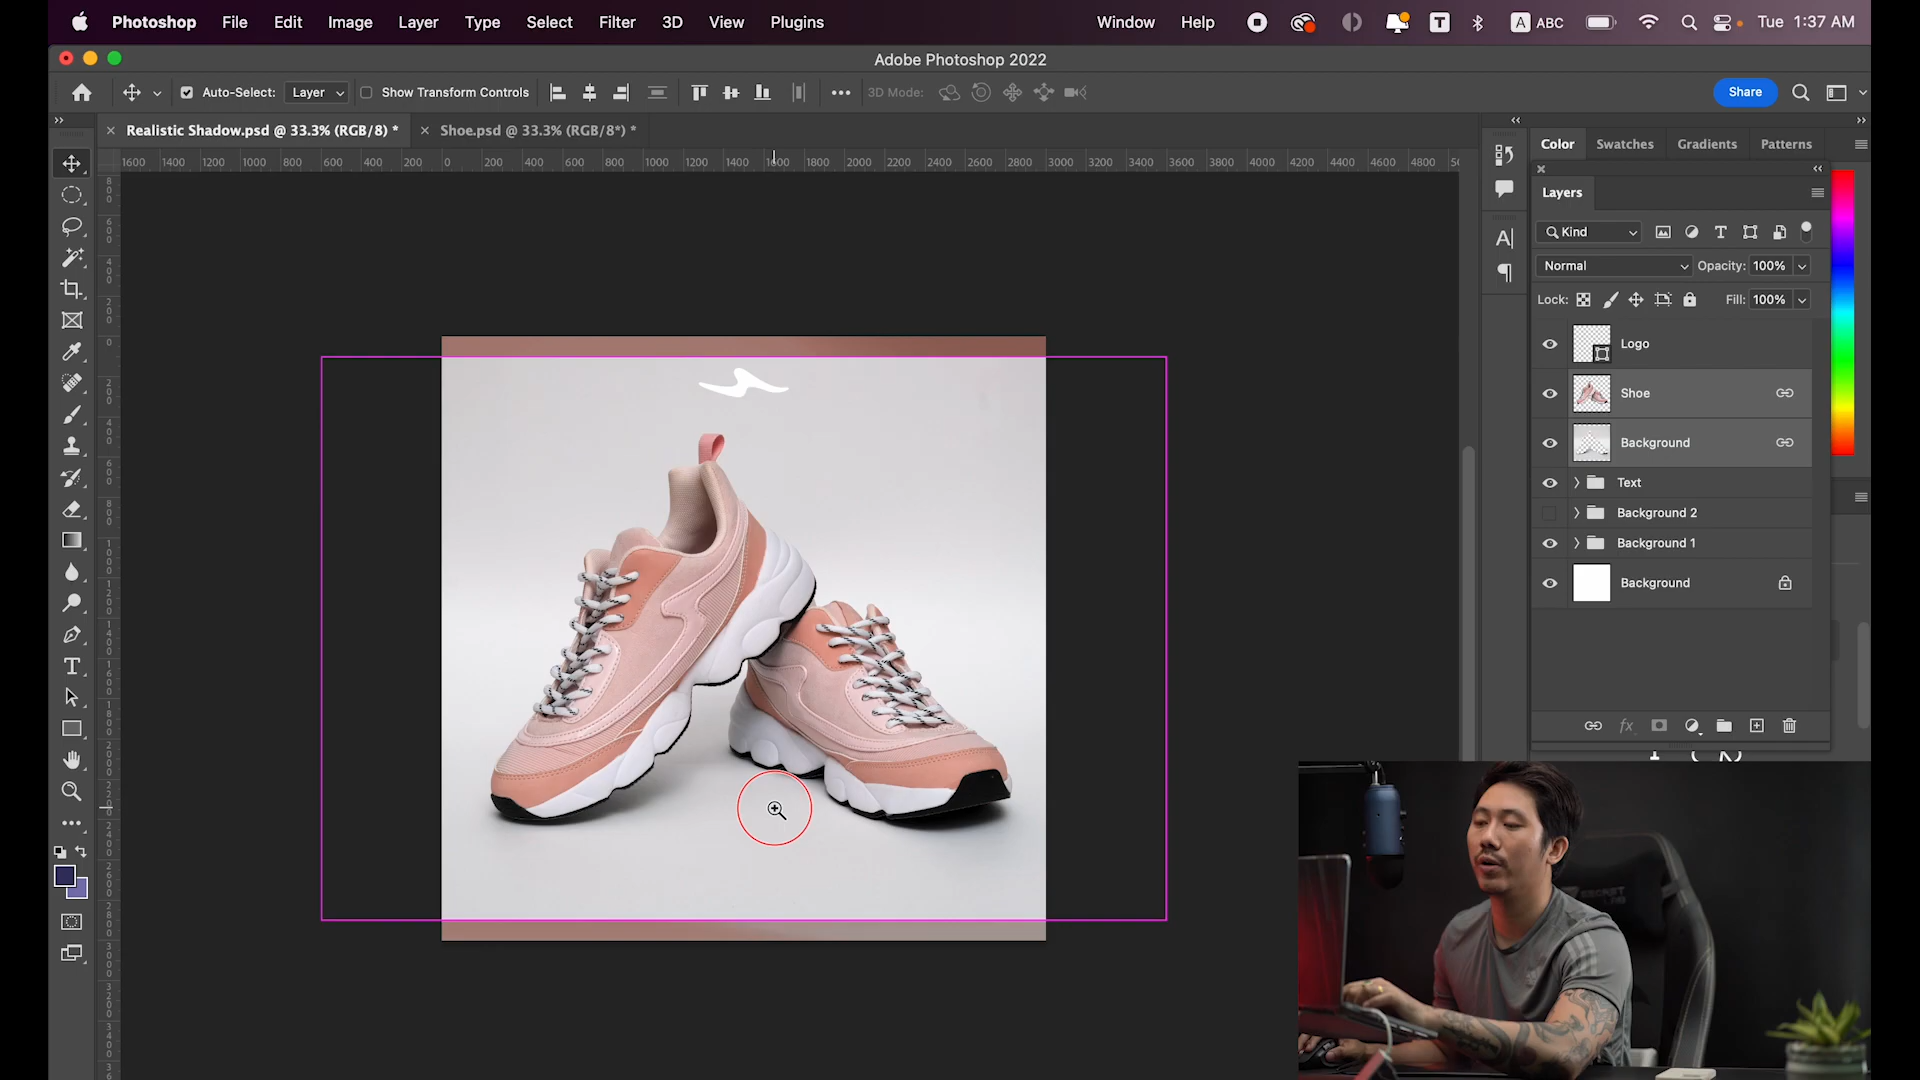 Photoshop File Edit Image Layer Type Select Filter 3D View Plugins Window Help T A ABC Tue 1:37 AM
Adobe Photoshop 2022
Auto-Select: Layer Show Transform Controls 3D Mode: Share
Realistic Shadow.psd @ 33.3% (RGB/8) * Shoe.psd @ 33.3% (RGB/8*) *
1600 1400 1200 1000 800 600 400 200 0 200 400 600 800 1000 1200 1400 1600 1800 2000 2200 2400 2600 2800 3000 3200 3400 3600 3800 4000 4200 4400 4600 4800
Color Swatches Gradients Patterns
Layers
Kind
Normal Opacity: 100%
Lock: Fill: 100%
Logo
Shoe
Background
Text
Background 2
Background 1
Background